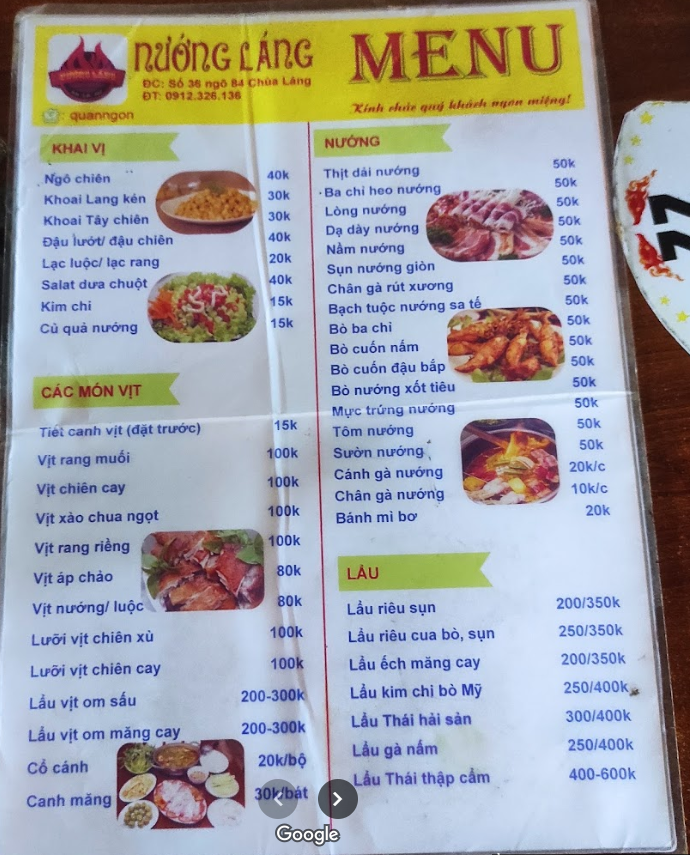 NƯỚNG LÁNG
ĐC: Số 36 ngõ 84 Chùa Láng
ĐT: 0912.326.136
: quanngon
MENU
Kính chúc quý khách ngon miệng!
KHAI VỊ
Ngô chiên 40k
Khoai Lang kén 30k
Khoai Tây chiên 30k
Đậu lướt/ đậu chiên 40k
Lạc luộc/ lạc rang 20k
Salat dưa chuột 40k
Kim chi 15k
Củ quả nướng 15k
CÁC MÓN VỊT
Tiết canh vịt (đặt trước) 15k
Vịt rang muối 100k
Vịt chiên cay 100k
Vịt xào chua ngọt 100k
Vịt rang riềng 100k
Vịt áp chảo 80k
Vịt nướng/ luộc 80k
Lưỡi vịt chiên xù 100k
Lưỡi vịt chiên cay 100k
Lẩu vịt om sấu 200-300k
Lẩu vịt om măng cay 200-300k
Cổ cánh 20k/bộ
Canh măng 30k/bát
NƯỚNG
Thịt dải nướng 50k
Ba chỉ heo nướng 50k
Lòng nướng 50k
Dạ dày nướng 50k
Nầm nướng 50k
Sụn nướng giòn 50k
Chân gà rút xương 50k
Bạch tuộc nướng sa tế 50k
Bò ba chỉ 50k
Bò cuốn nấm 50k
Bò cuốn đậu bắp 50k
Bò nướng xốt tiêu 50k
Mực trứng nướng 50k
Tôm nướng 50k
Sườn nướng 50k
Cánh gà nướng 20k/c
Chân gà nướng 10k/c
Bánh mì bơ 20k
LẨU
Lẩu riêu sụn 200/350k
Lẩu riêu cua bò, sụn 250/350k
Lẩu ếch măng cay 200/350k
Lẩu kim chi bò Mỹ 250/400k
Lẩu Thái hải sản 300/400k
Lẩu gà nấm 250/400k
Lẩu Thái thập cẩm 400-600k
Google